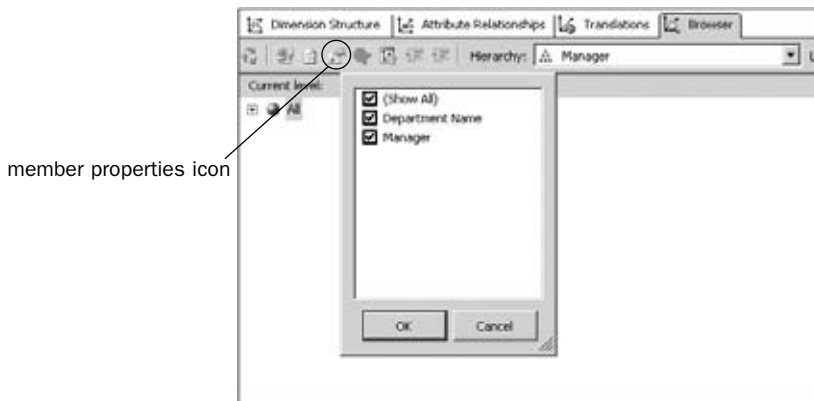 Dimension Structure Attribute Relationships Translations Browser
Hierarchy: Manager
Current level:
All
(Show All)
Department Name
Manager
member properties icon
OK Cancel